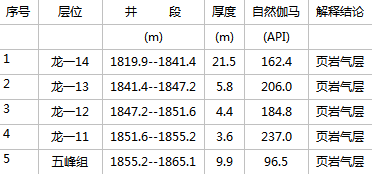 序号 层位 井 段 厚度 自然伽马 解释结论
(m) (m) (API)
1 龙一14 1819.9--1841.4 21.5 162.4 页岩气层
2 龙一13 1841.4--1847.2 5.8 206.0 页岩气层
3 龙一12 1847.2--1851.6 4.4 184.8 页岩气层
4 龙一11 1851.6--1855.2 3.6 237.0 页岩气层
5 五峰组 1855.2--1865.1 9.9 96.5 页岩气层